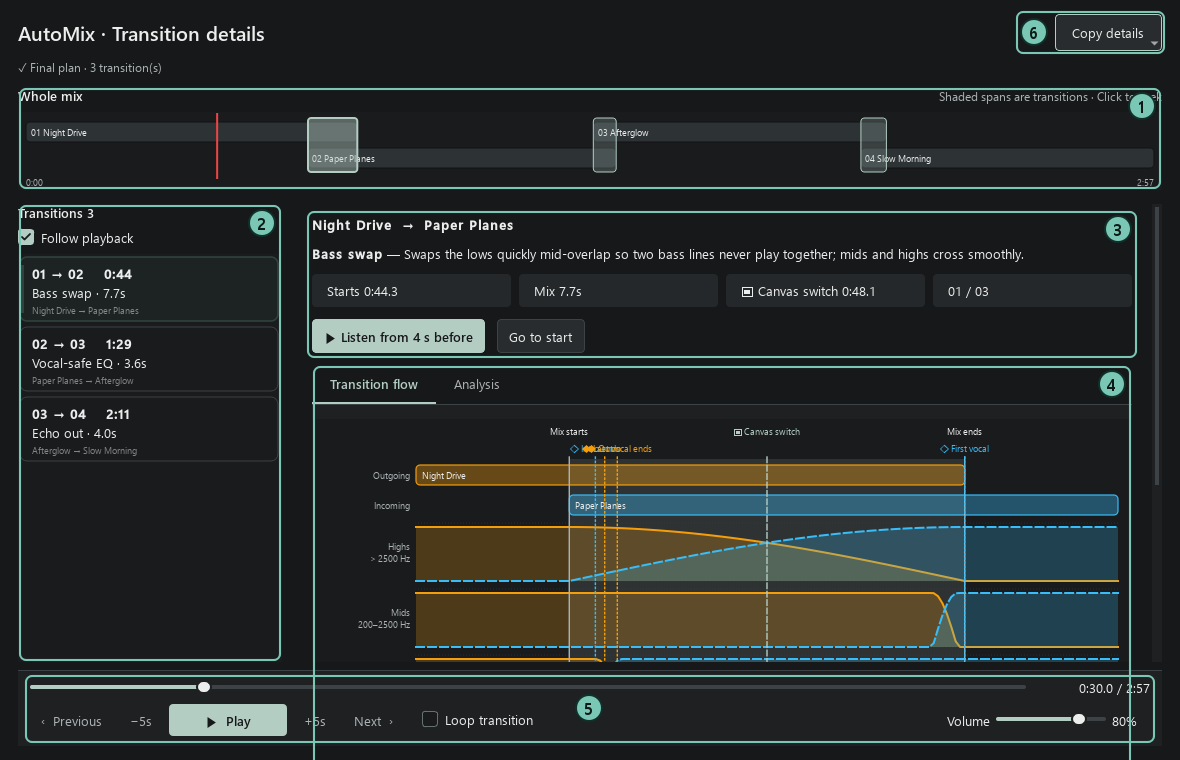 AutoMix · Transition details
6
Copy details
✓ Final plan · 3 transition(s)
Whole mix
Shaded spans are transitions · Click to
1
01 Night Drive
03 Afterglow
02 Paper Planes
04 Slow Morning
0:00
2:57
Transitions 3
2
Follow playback
01 → 02 0:44
Bass swap · 7.7s
Night Drive → Paper Planes
02 → 03 1:29
Vocal-safe EQ · 3.6s
Paper Planes → Afterglow
03 → 04 2:11
Echo out · 4.0s
Afterglow → Slow Morning
Night Drive → Paper Planes
3
Bass swap — Swaps the lows quickly mid-overlap so two bass lines never play together; mids and highs cross smoothly.
Starts 0:44.3
Mix 7.7s
Canvas switch 0:48.1
01 / 03
▶ Listen from 4 s before
Go to start
Transition flow
Analysis
4
Mix starts
Canvas switch
Mix ends
vocal ends
First vocal
Outgoing
Night Drive
Incoming
Paper Planes
Highs
> 2500 Hz
Mids
200–2500 Hz
0:30.0 / 2:57
‹ Previous
−5s
▶ Play
+5s
Next ›
Loop transition
5
Volume
80%